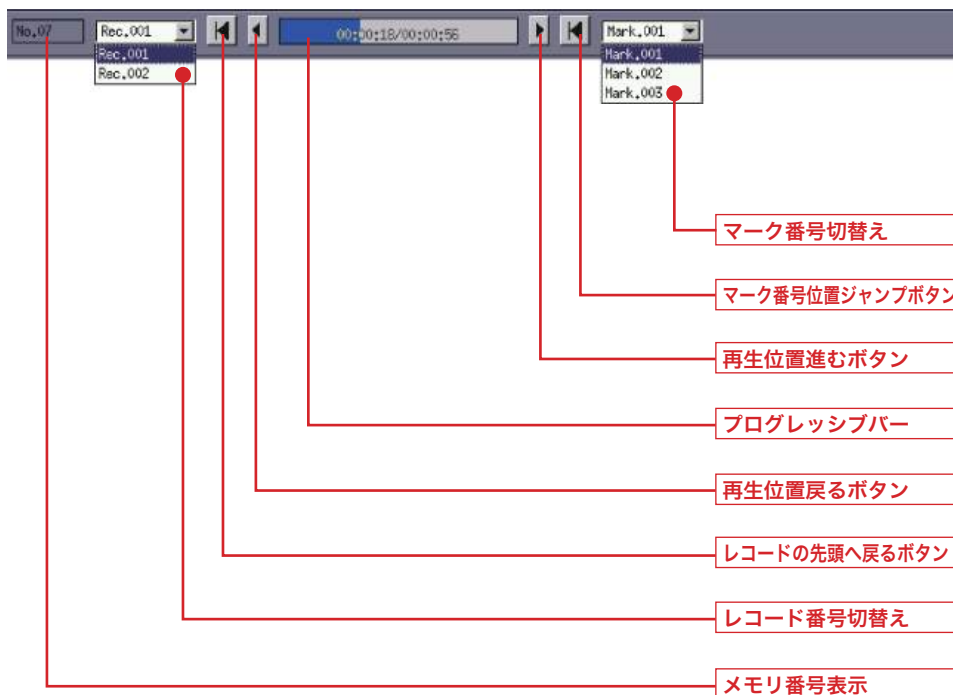 No.07
Rec.001
00:00:18/00:00:56
Mark.001
Rec.001
Rec.002
Mark.001
Mark.002
Mark.003
マーク番号切替え
マーク番号位置ジャンプボタン
再生位置進むボタン
プログレッシブバー
再生位置戻るボタン
レコードの先頭へ戻るボタン
レコード番号切替え
メモリ番号表示